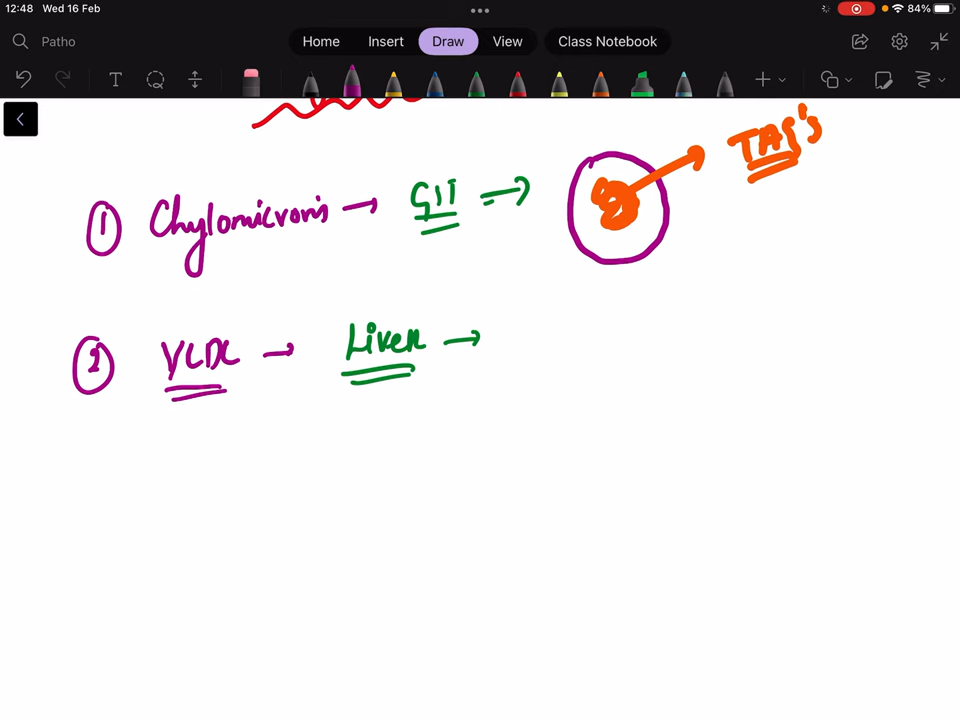 12:48 Wed 16 Feb 84%
Patho Home Insert Draw View Class Notebook
T
TAG's
① Chylomicrons → GIT →
② VLDL → Liver →